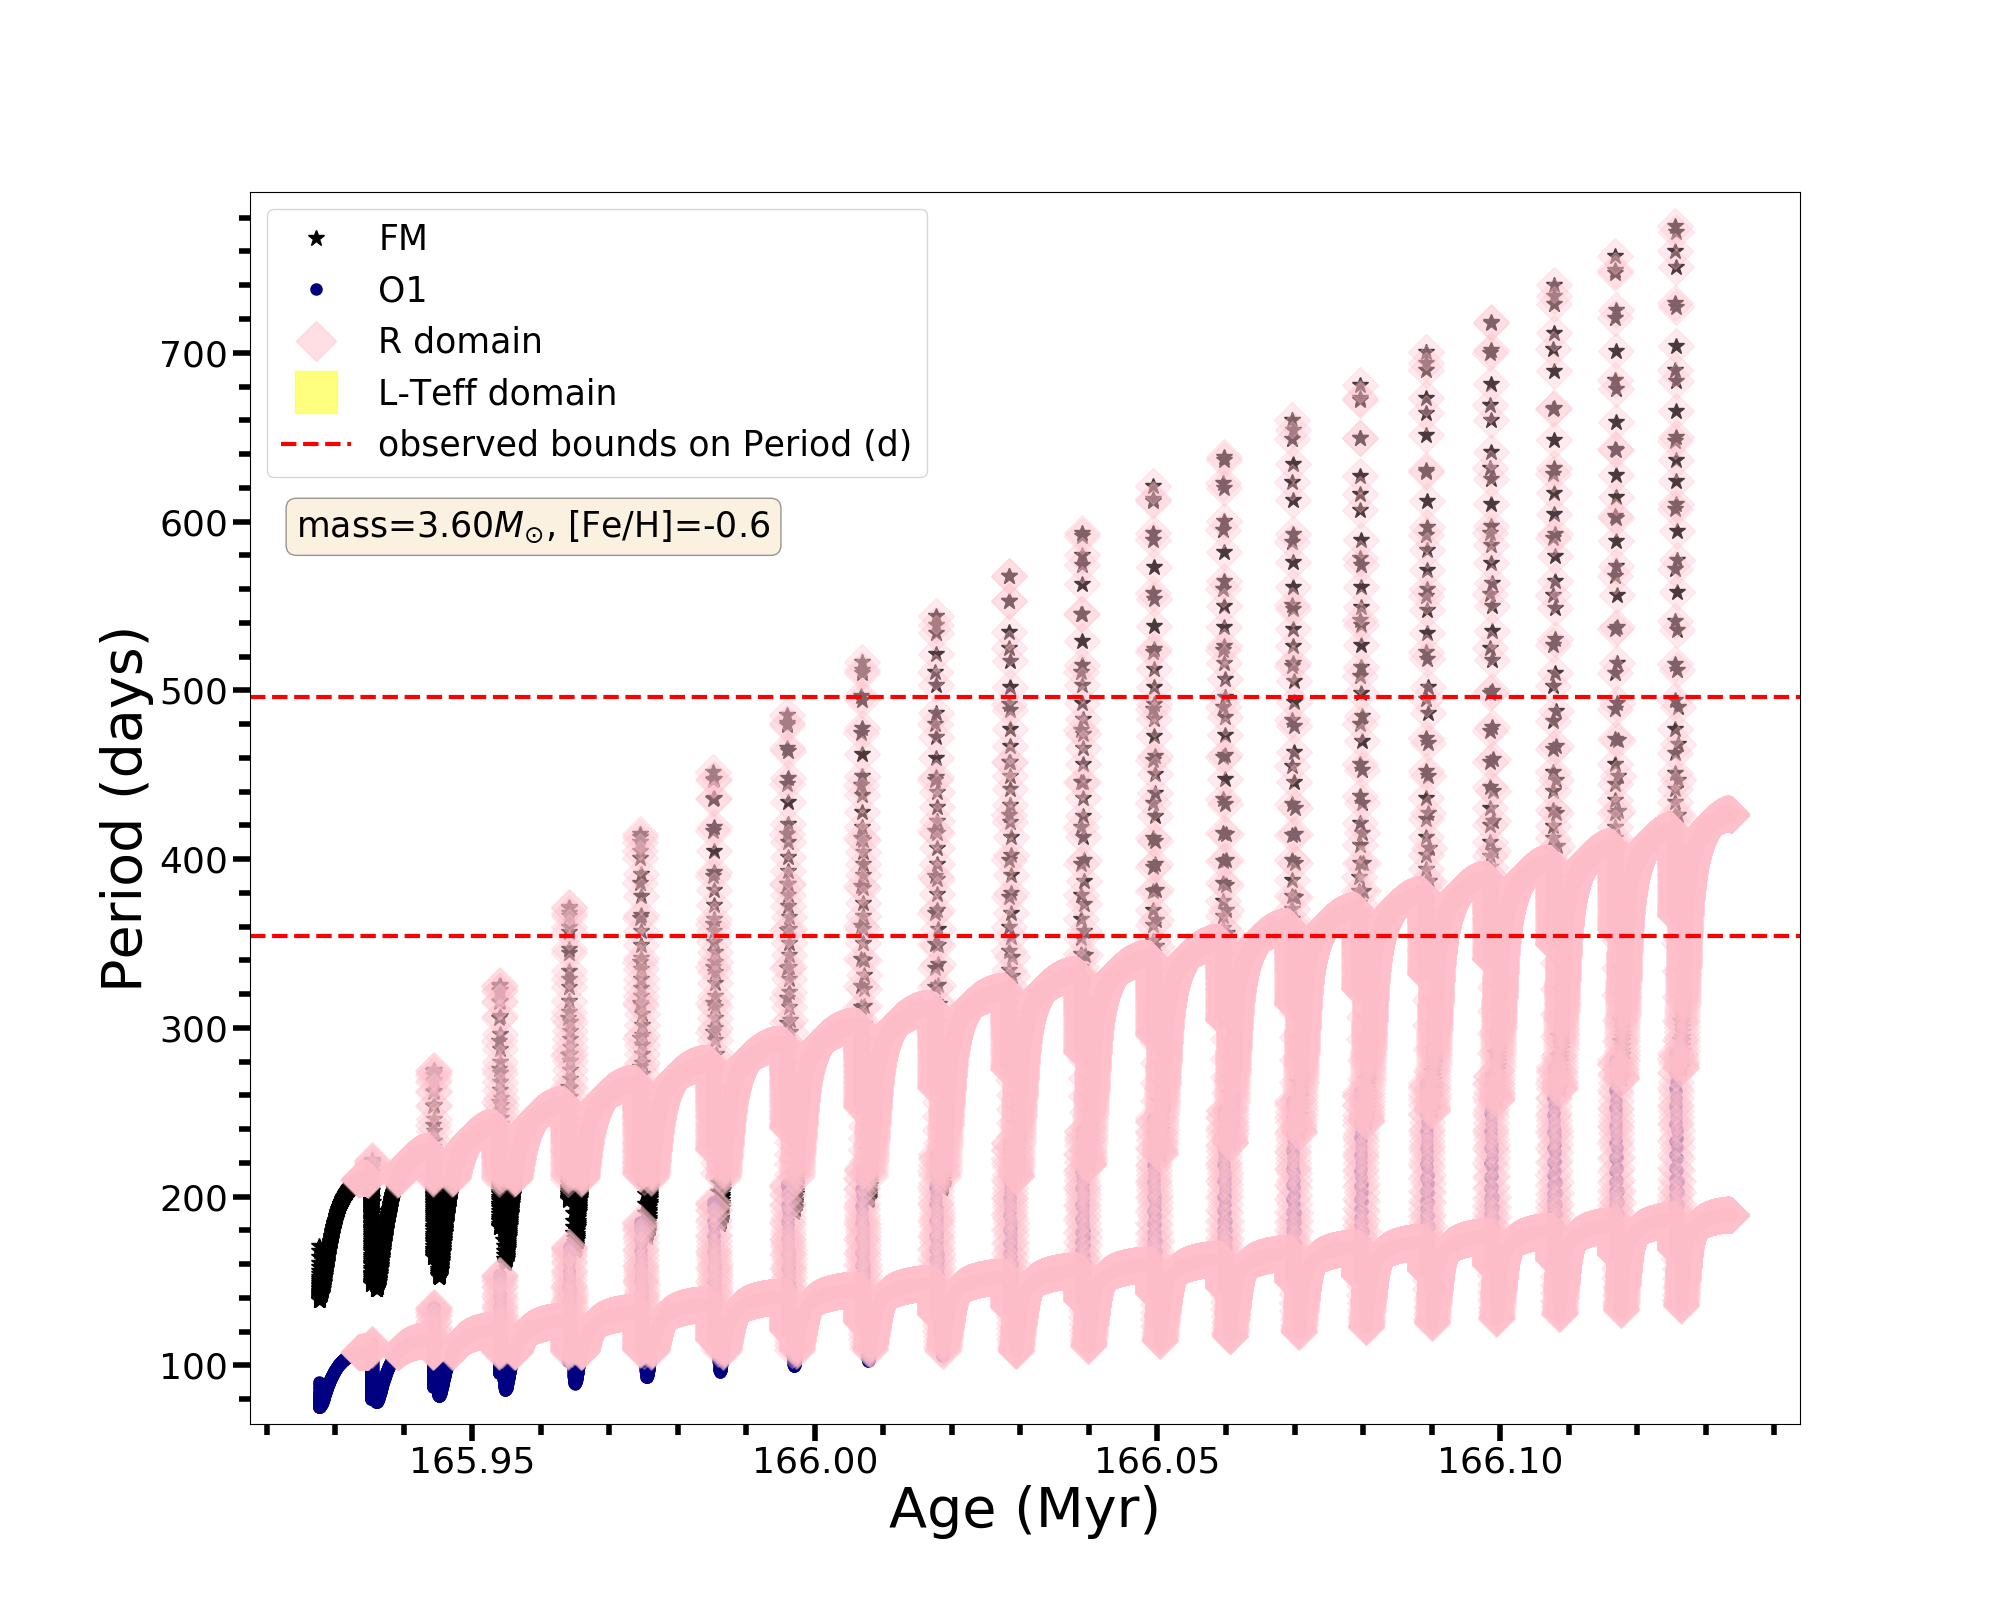 FM
O1
R domain
L-Teff domain
observed bounds on Period (d)
mass=3.60M⊙, [Fe/H]=-0.6
700
600
500
400
300
200
100
Period (days)
165.95 166.00 166.05 166.10
Age (Myr)